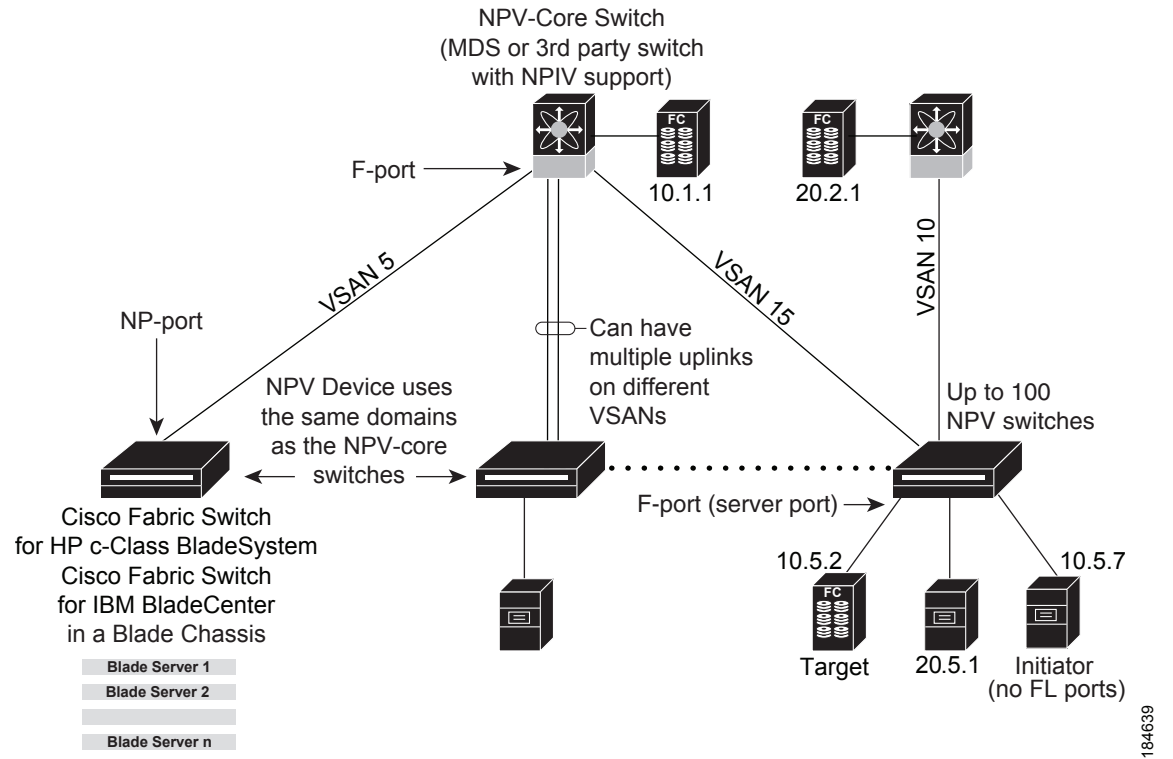 NPV-Core Switch
(MDS or 3rd party switch
with NPIV support)
FC
FC
F-port
10.1.1
20.2.1
VSAN 5
VSAN 15
VSAN 10
NP-port
Can have
multiple uplinks
on different
VSANs
NPV Device uses
the same domains
as the NPV-core
switches
Up to 100
NPV switches
F-port (server port)
Cisco Fabric Switch
for HP c-Class BladeSystem
Cisco Fabric Switch
for IBM BladeCenter
in a Blade Chassis
Blade Server 1
Blade Server 2
Blade Server n
10.5.2
10.5.7
FC
Target
20.5.1
Initiator
(no FL ports)
184639